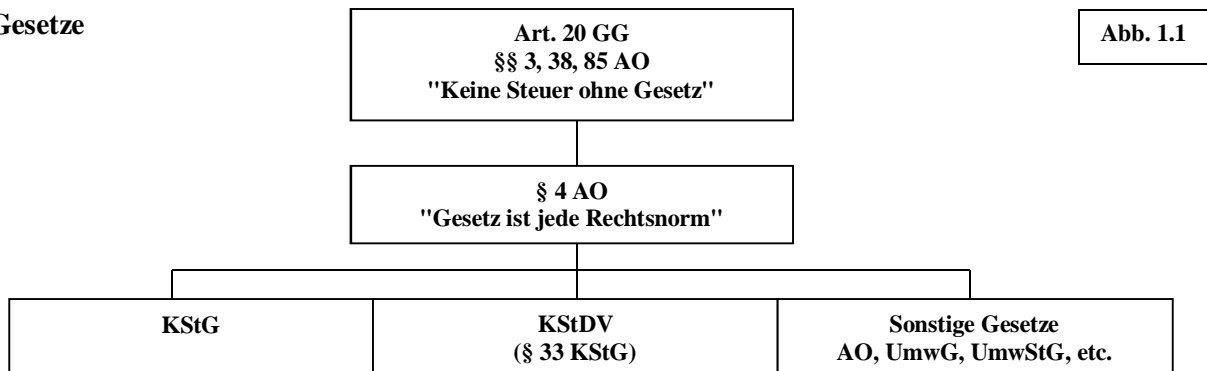 Gesetze
Art. 20 GG
§§ 3, 38, 85 AO
"Keine Steuer ohne Gesetz"
Abb. 1.1
§ 4 AO
"Gesetz ist jede Rechtsnorm"
KStG
KStDV
(§ 33 KStG)
Sonstige Gesetze
AO, UmwG, UmwStG, etc.